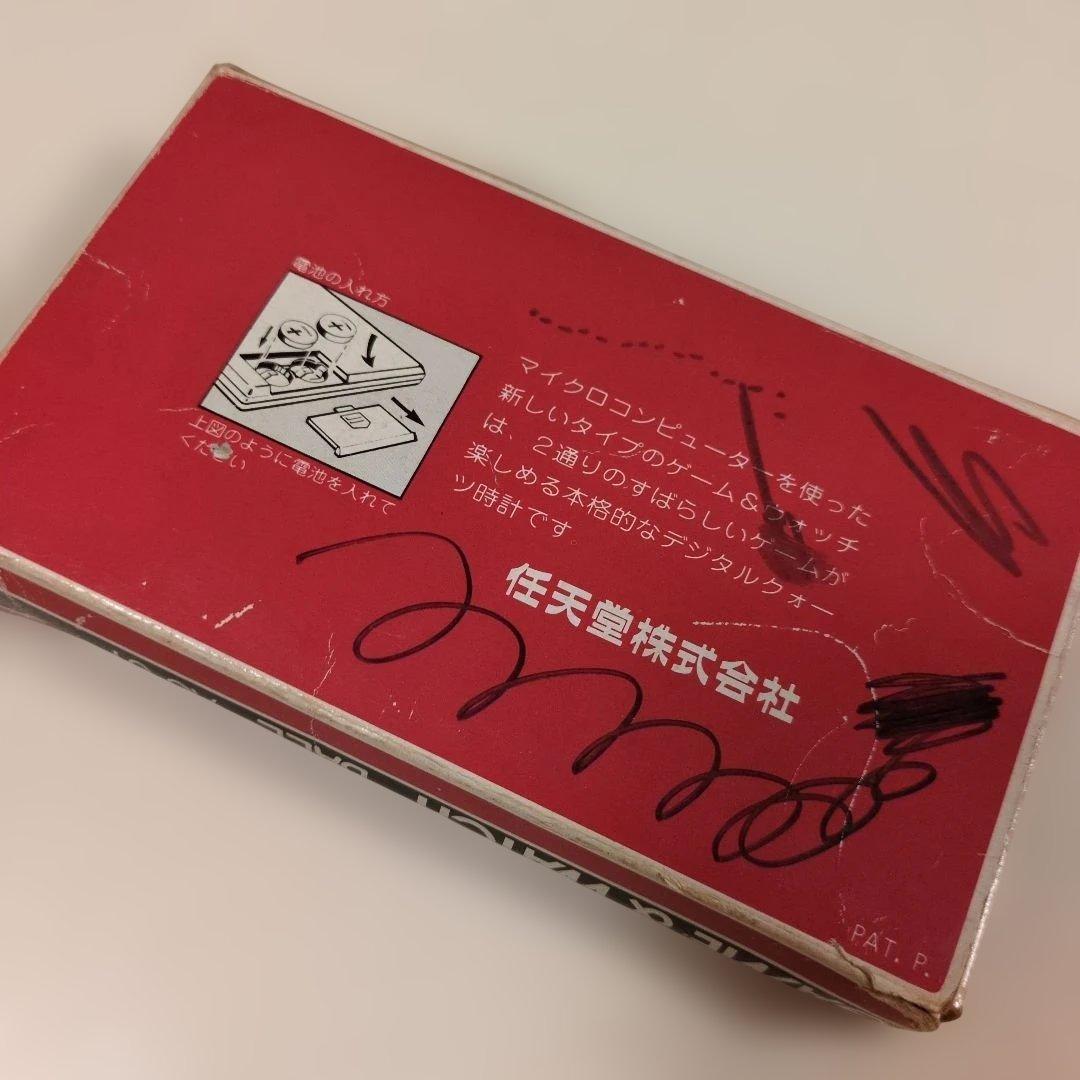 電池の入れ方
上図のように電池を入れて
ください
マイクロコンピューターを使った
新しいタイプのゲーム&ウォッチ
は、2通りのすばらしいゲームが
楽しめる本格的なデジタルクォー
ツ時計です
任天堂株式会社
PAT. P.
& WATCH BALL